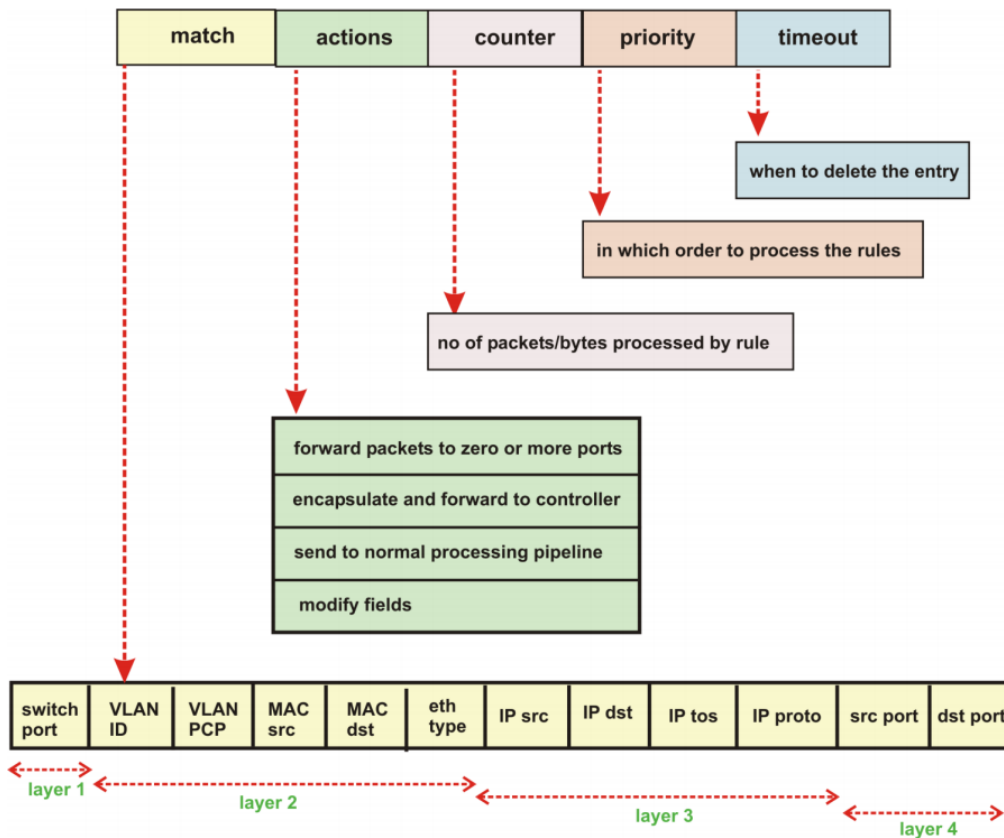 match actions counter priority timeout
when to delete the entry
in which order to process the rules
no of packets/bytes processed by rule
forward packets to zero or more ports
encapsulate and forward to controller
send to normal processing pipeline
modify fields
switch port
VLAN ID
VLAN PCP
MAC src
MAC dst
eth type
IP src
IP dst
IP tos
IP proto
src port
dst port
layer 1
layer 2
layer 3
layer 4